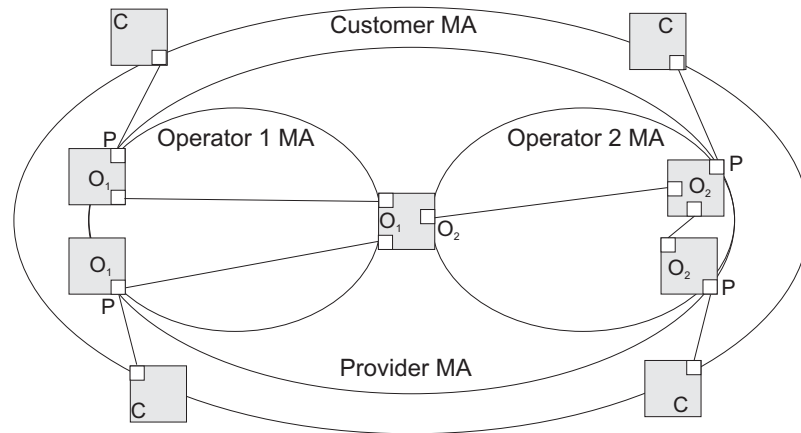 C
Customer MA
C
P
Operator 1 MA
Operator 2 MA
P
O₁
O₂
O₁
O₂
O₁
O₂
P
P
Provider MA
C
C